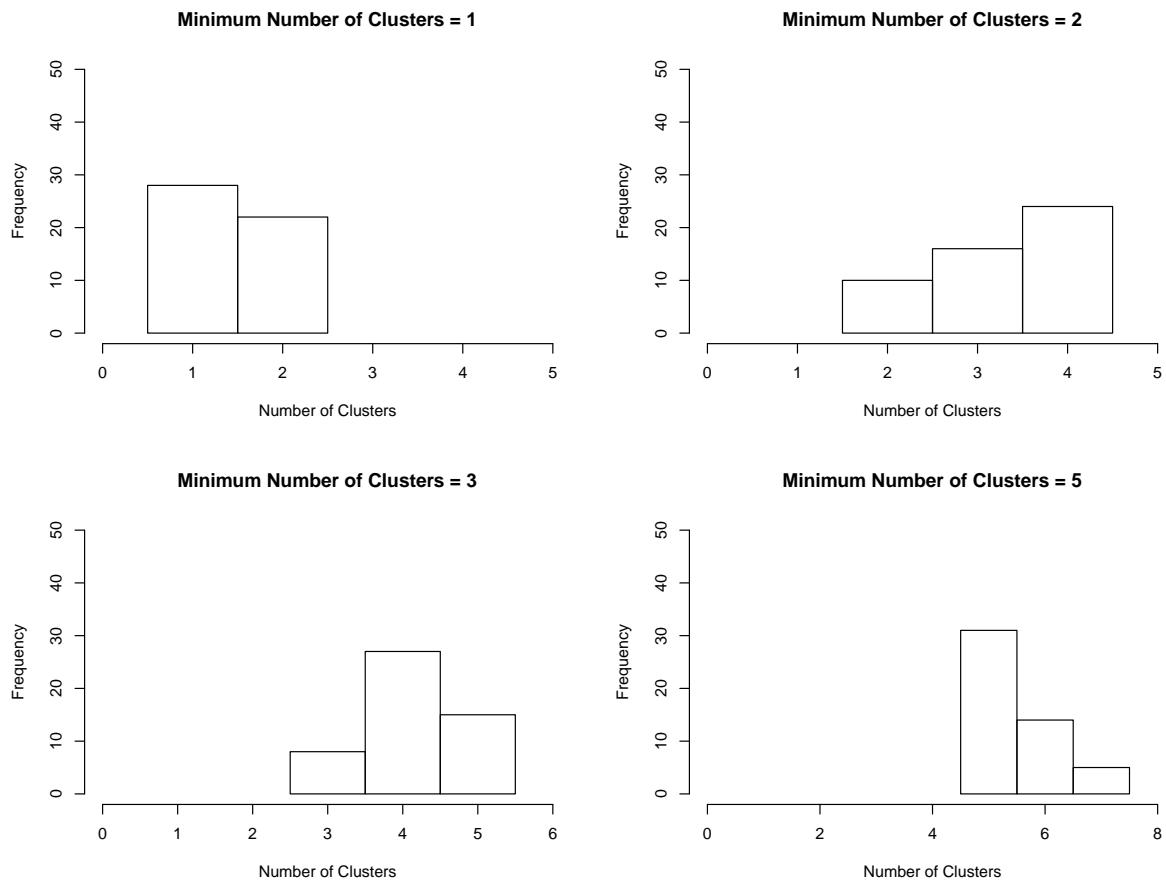 Minimum Number of Clusters = 1
Frequency
50
40
30
20
10
0
0 1 2 3 4 5
Number of Clusters
Minimum Number of Clusters = 2
Frequency
50
40
30
20
10
0
0 1 2 3 4 5
Number of Clusters
Minimum Number of Clusters = 3
Frequency
50
40
30
20
10
0
0 1 2 3 4 5 6
Number of Clusters
Minimum Number of Clusters = 5
Frequency
50
40
30
20
10
0
0 2 4 6 8
Number of Clusters